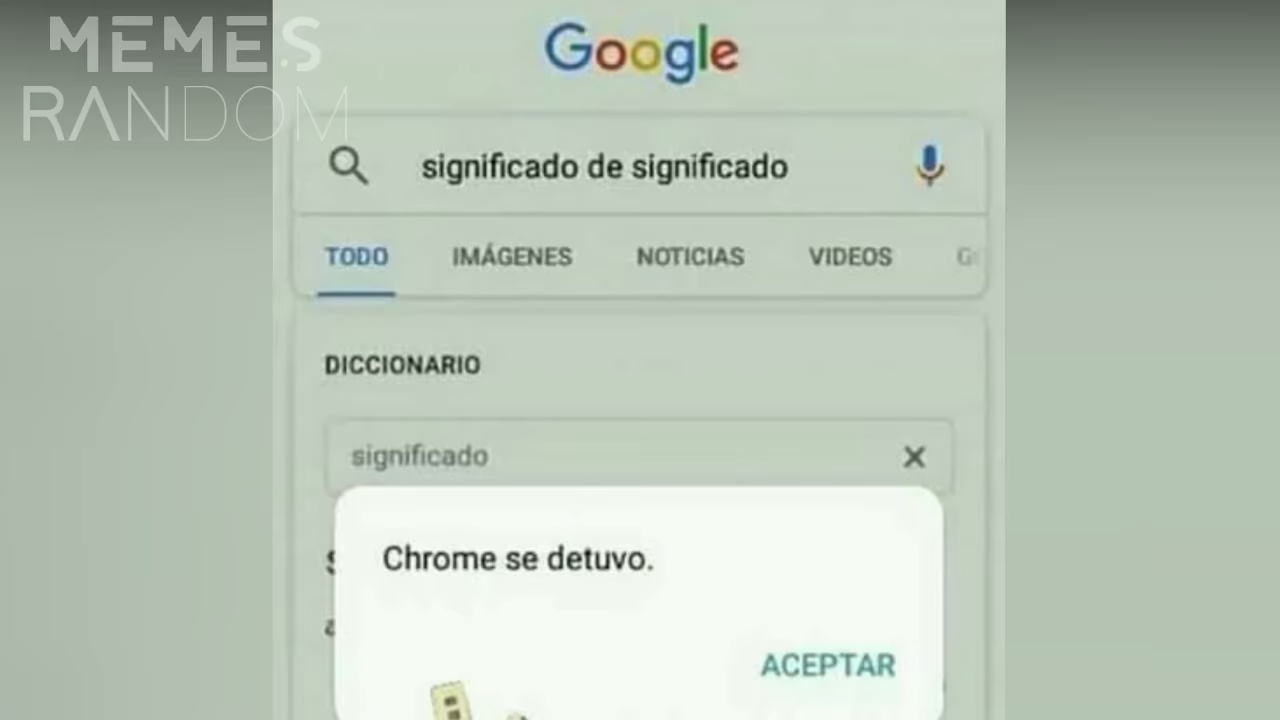 MEMES
RANDOM
Google
significado de significado
TODO IMÁGENES NOTICIAS VIDEOS
DICCIONARIO
significado
Chrome se detuvo.
ACEPTAR